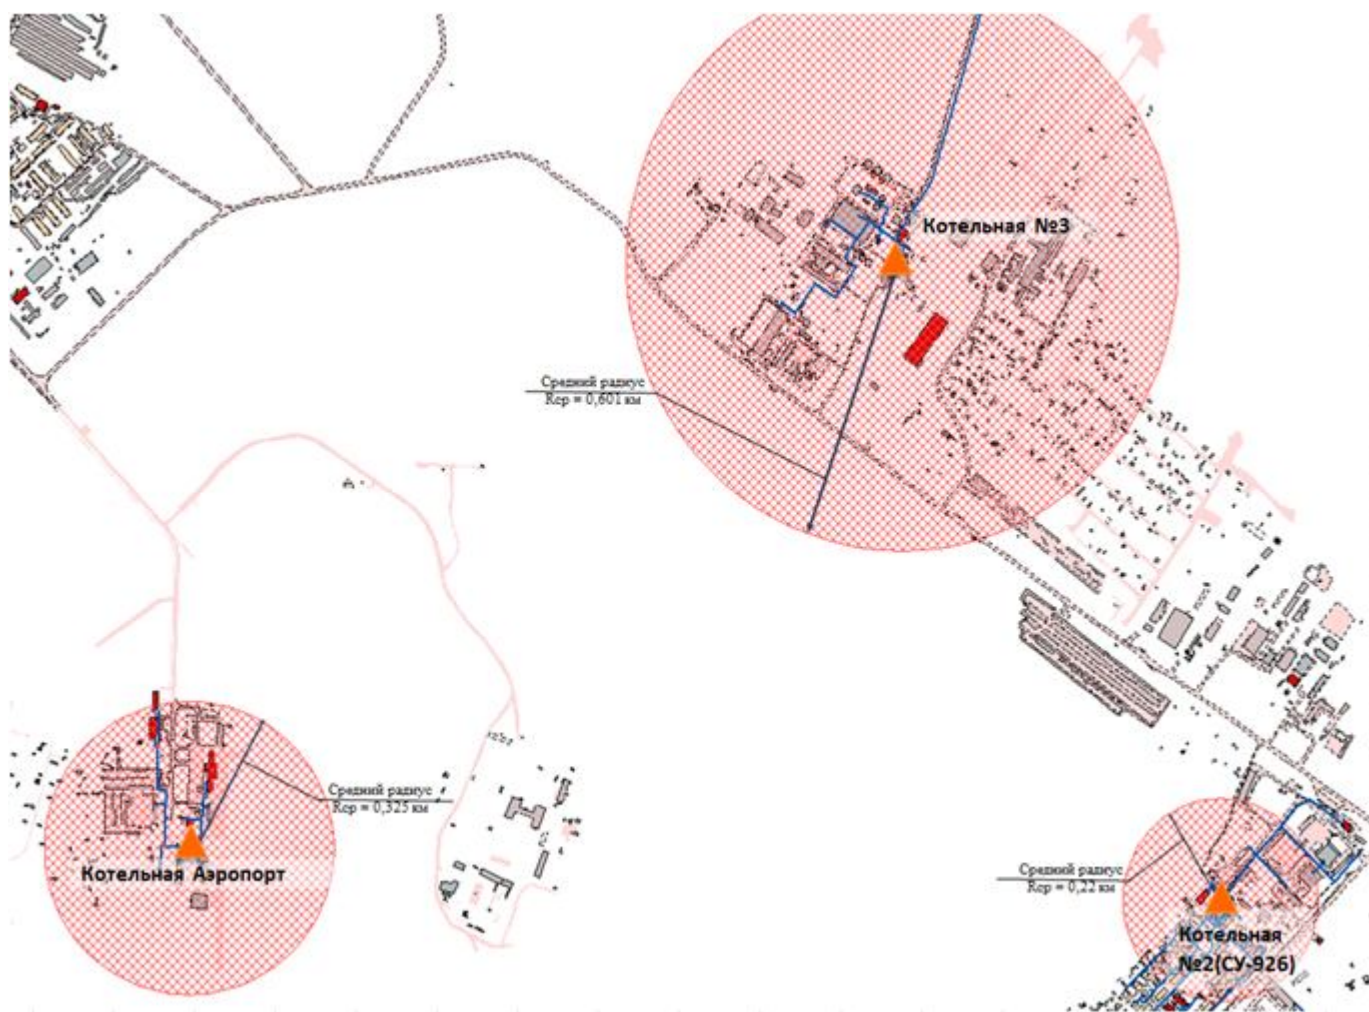 Котельная №3
Средний радиус
Rср = 0,601 км
Средний радиус
Rср = 0,325 км
Котельная Аэропорт
Средний радиус
Rср = 0,22 км
Котельная
№2(СУ-926)